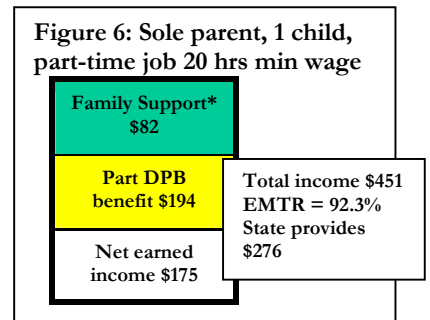 Figure 6: Sole parent, 1 child,
part-time job 20 hrs min wage
Family Support*
$82
Part DPB
benefit $194
Net earned
income $175
Total income $451
EMTR = 92.3%
State provides
$276